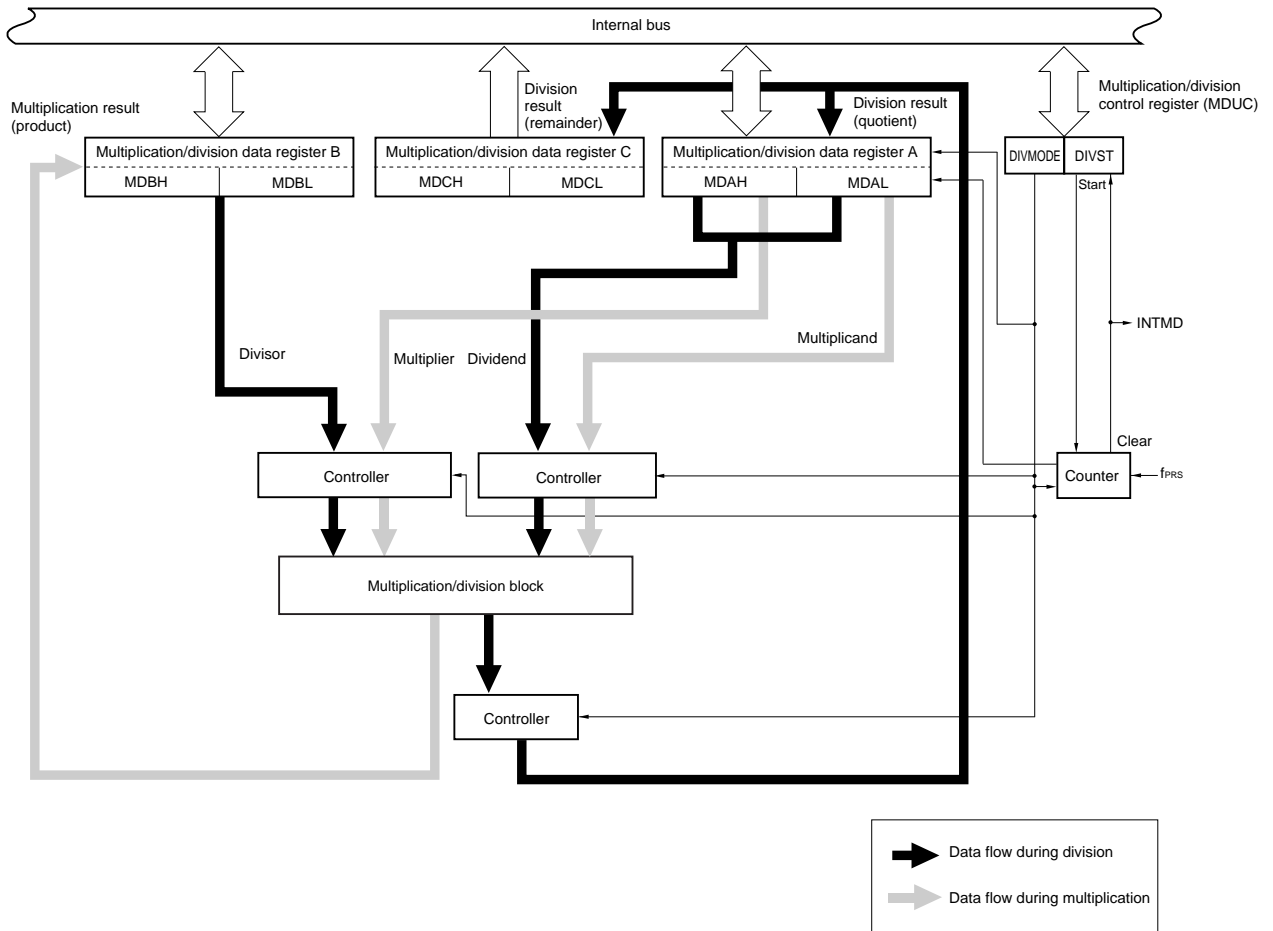 Internal bus
Multiplication result
(product)
Division
result
(remainder)
Division result
(quotient)
Multiplication/division
control register (MDUC)
Multiplication/division data register B
MDBH
MDBL
Multiplication/division data register C
MDCH
MDCL
Multiplication/division data register A
MDAH
MDAL
DIVMODE
DIVST
Start
INTMD
Divisor
Multiplier
Dividend
Multiplicand
Clear
Controller
Controller
Counter
fPRS
Multiplication/division block
Controller
Data flow during division
Data flow during multiplication